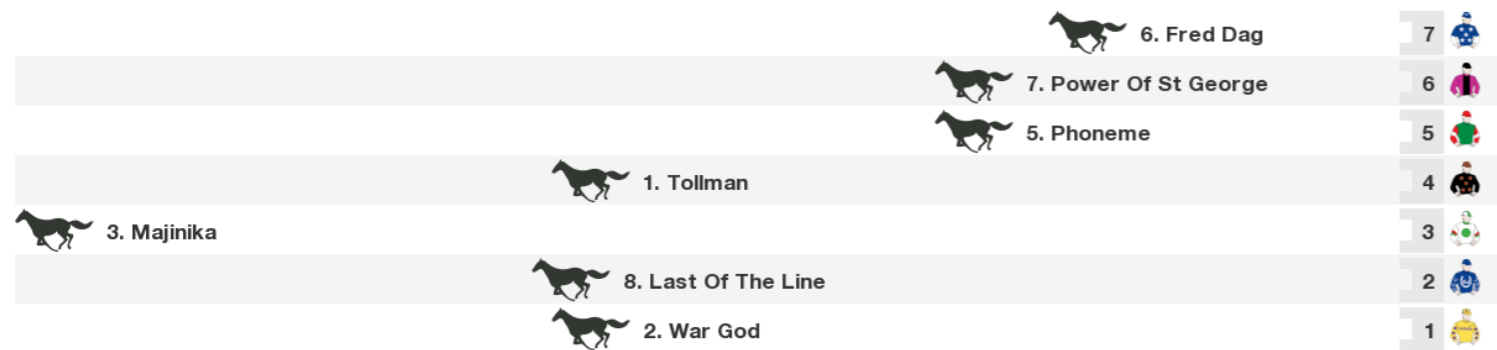 6. Fred Dag 7
7. Power Of St George 6
5. Phoneme 5
1. Tollman 4
3. Majinika 3
8. Last Of The Line 2
2. War God 1